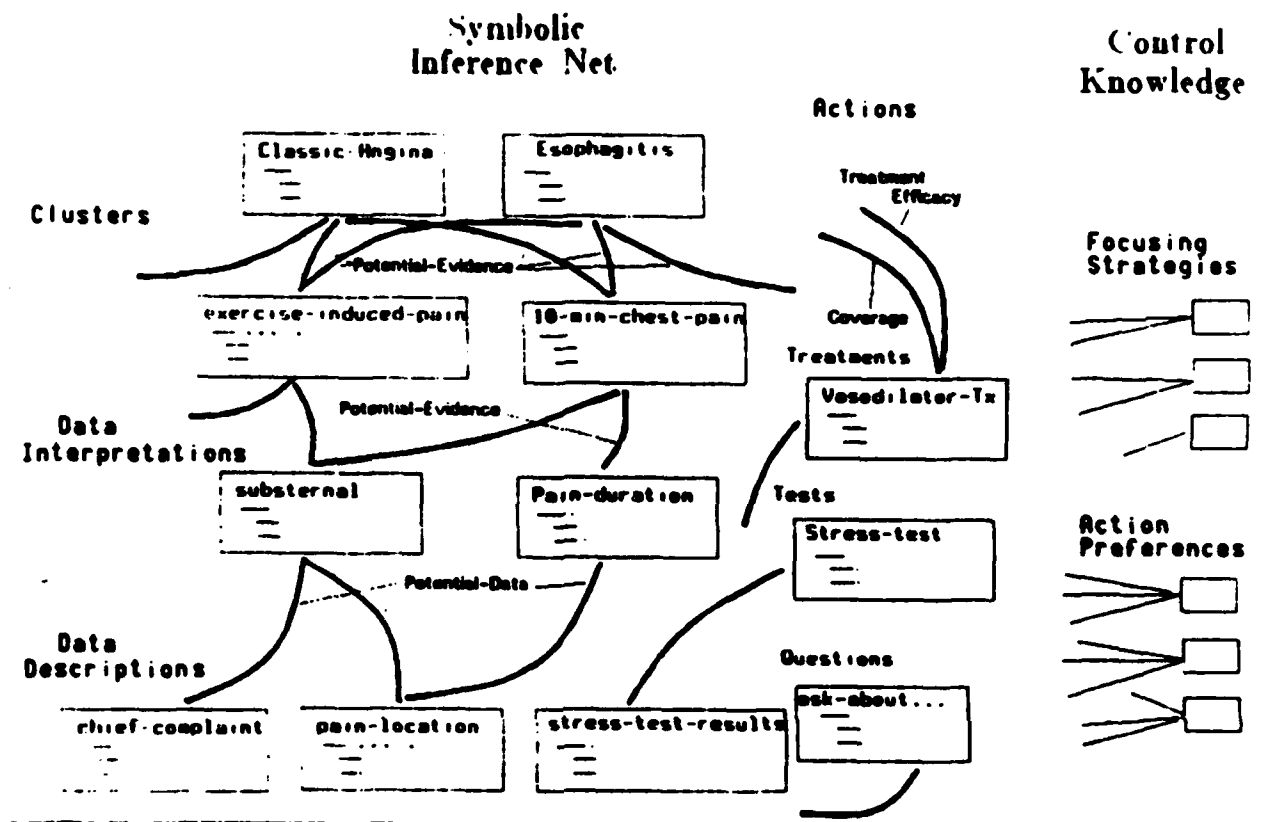 Symbolic
Inference Net
Control
Knowledge
Actions
Classic-Angina
Esophagitis
Treatment
Efficacy
Clusters
Focusing
Strategies
Potential-Evidence
exercise-induced-pain
10-min-chest-pain
Coverage
Treatments
Vasodilator-Tx
Potential-Evidence
Data
Interpretations
substernal
Pain-duration
Tests
Stress-test
Action
Preferences
Potential-Data
Data
Descriptions
Questions
ask-about...
chief-complaint
pain-location
stress-test-results